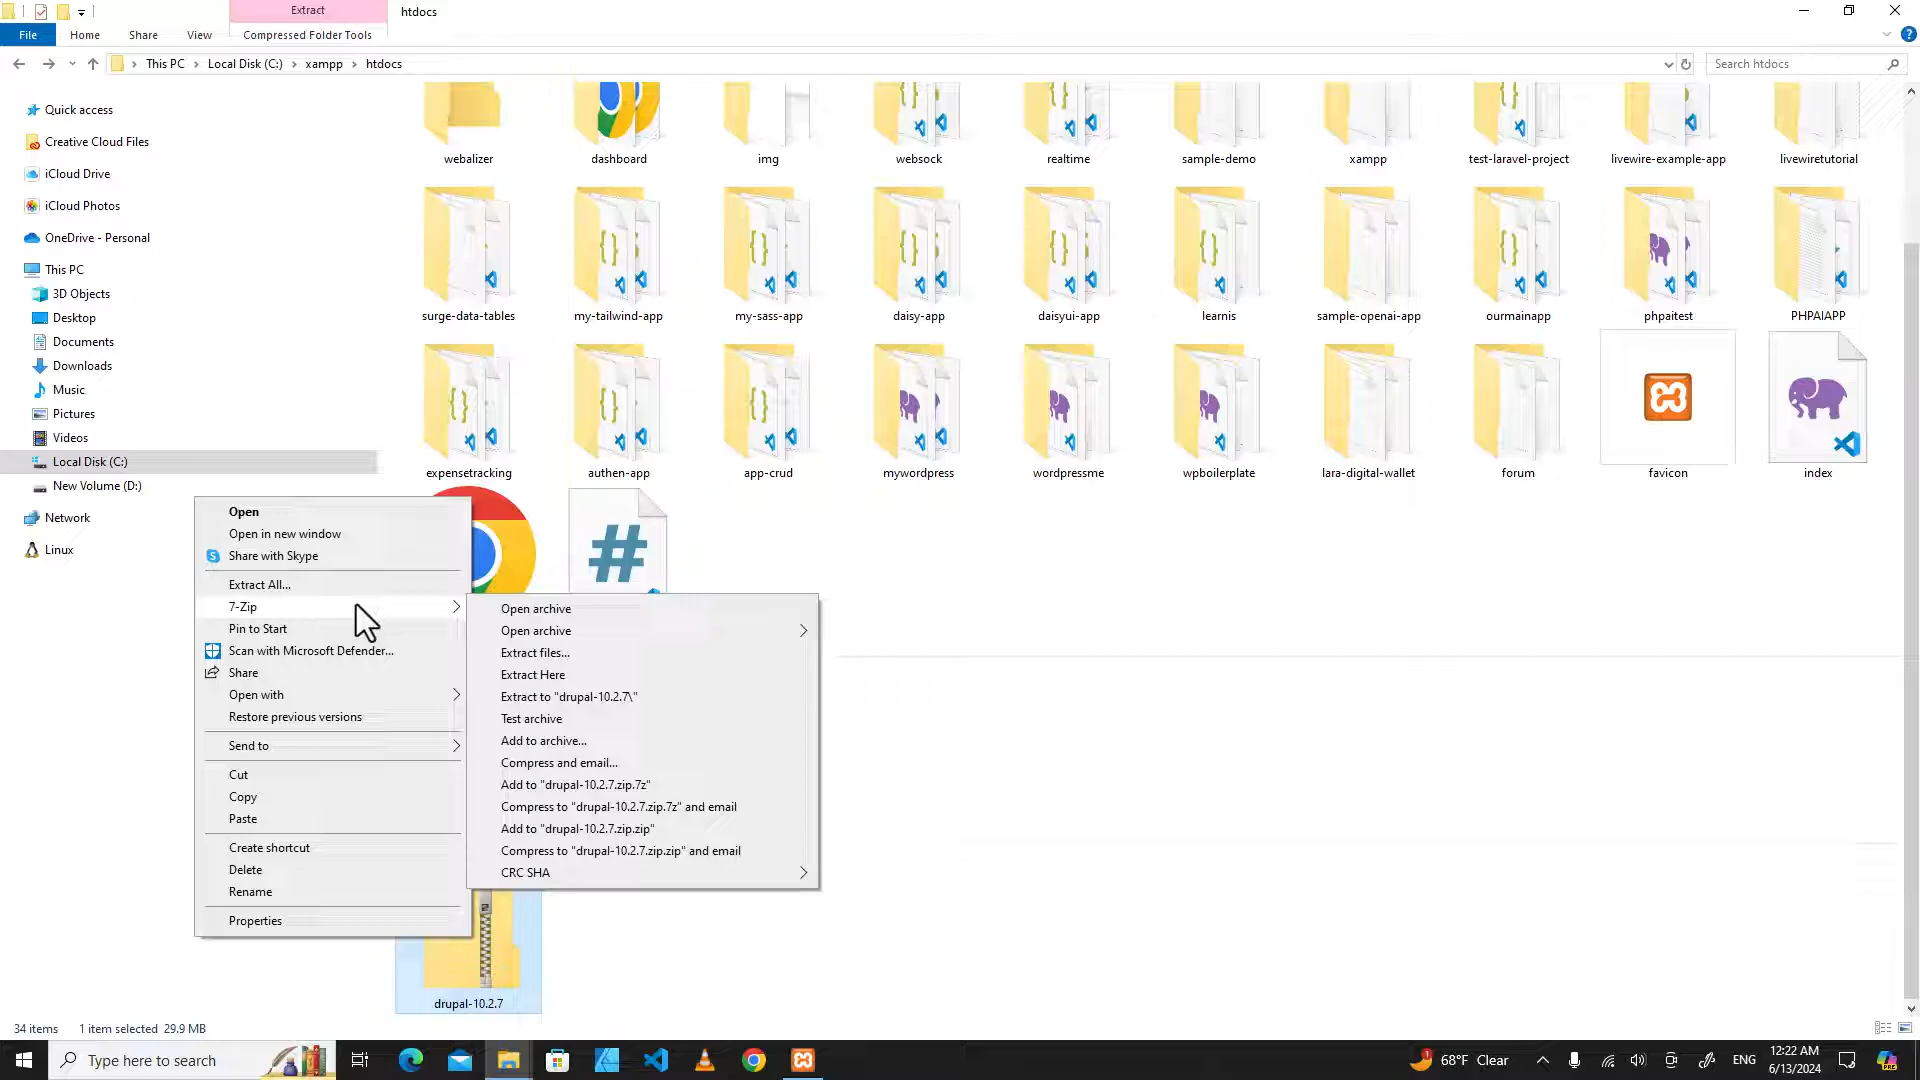 Extract
htdocs
File
Home
Share
View
Compressed Folder Tools
This PC
Local Disk (C:)
xampp
htdocs
Search htdocs
Quick access
Creative Cloud Files
iCloud Drive
iCloud Photos
OneDrive - Personal
This PC
3D Objects
Desktop
Documents
Downloads
Music
Pictures
Videos
Local Disk (C:)
New Volume (D:)
Network
Linux
webalizer
dashboard
img
websock
realtime
sample-demo
xampp
test-laravel-project
livewire-example-app
livewiretutorial
surge-data-tables
my-tailwind-app
my-sass-app
daisy-app
daisyui-app
learnis
sample-openai-app
ourmainapp
phpaitest
PHPAIAPP
expensetracking
authen-app
app-crud
mywordpress
wordpressme
wpboilerplate
lara-digital-wallet
forum
favicon
index
Open
Open in new window
Share with Skype
Extract All...
7-Zip
Pin to Start
Scan with Microsoft Defender...
Share
Open with
Restore previous versions
Send to
Cut
Copy
Paste
Create shortcut
Delete
Rename
Properties
Open archive
Open archive
Extract files...
Extract Here
Extract to "drupal-10.2.7\"
Test archive
Add to archive...
Compress and email...
Add to "drupal-10.2.7.zip.7z"
Compress to "drupal-10.2.7.zip.7z" and email
Add to "drupal-10.2.7.zip.zip"
Compress to "drupal-10.2.7.zip.zip" and email
CRC SHA
drupal-10.2.7
34 items
1 item selected 29.9 MB
Type here to search
68°F Clear
ENG
12:22 AM
6/13/2024